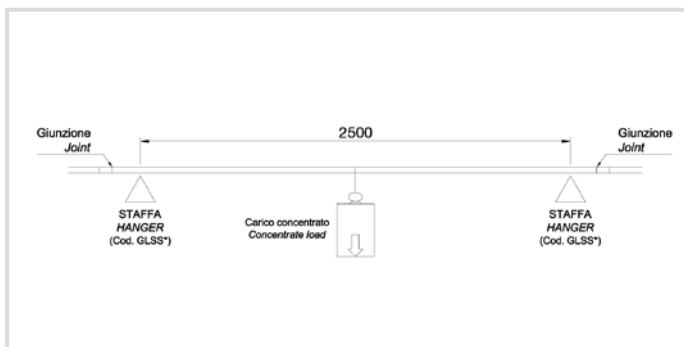 2500
Giunzione
Joint
Giunzione
Joint
STAFFA
HANGER
(Cod. GLSS*)
Carico concentrato
Concentrate load
STAFFA
HANGER
(Cod. GLSS*)